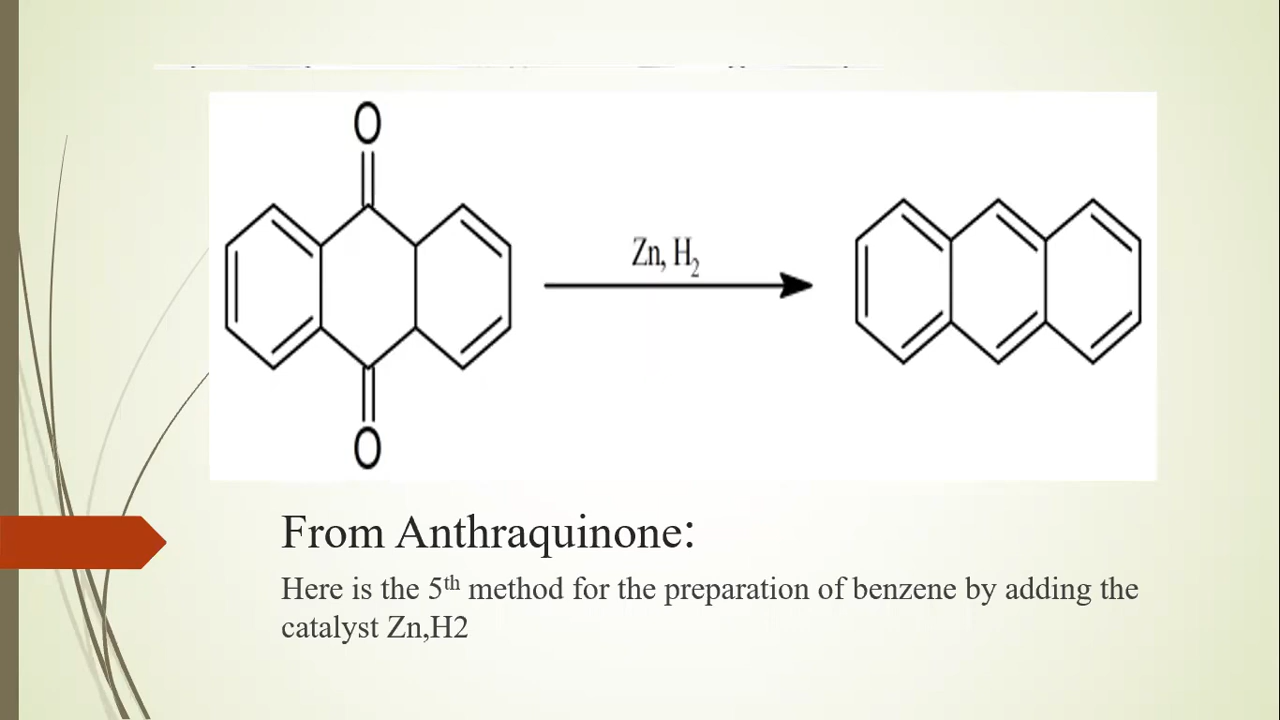 O
Zn, H₂
O
From Anthraquinone:
Here is the 5th method for the preparation of benzene by adding the
catalyst Zn,H2